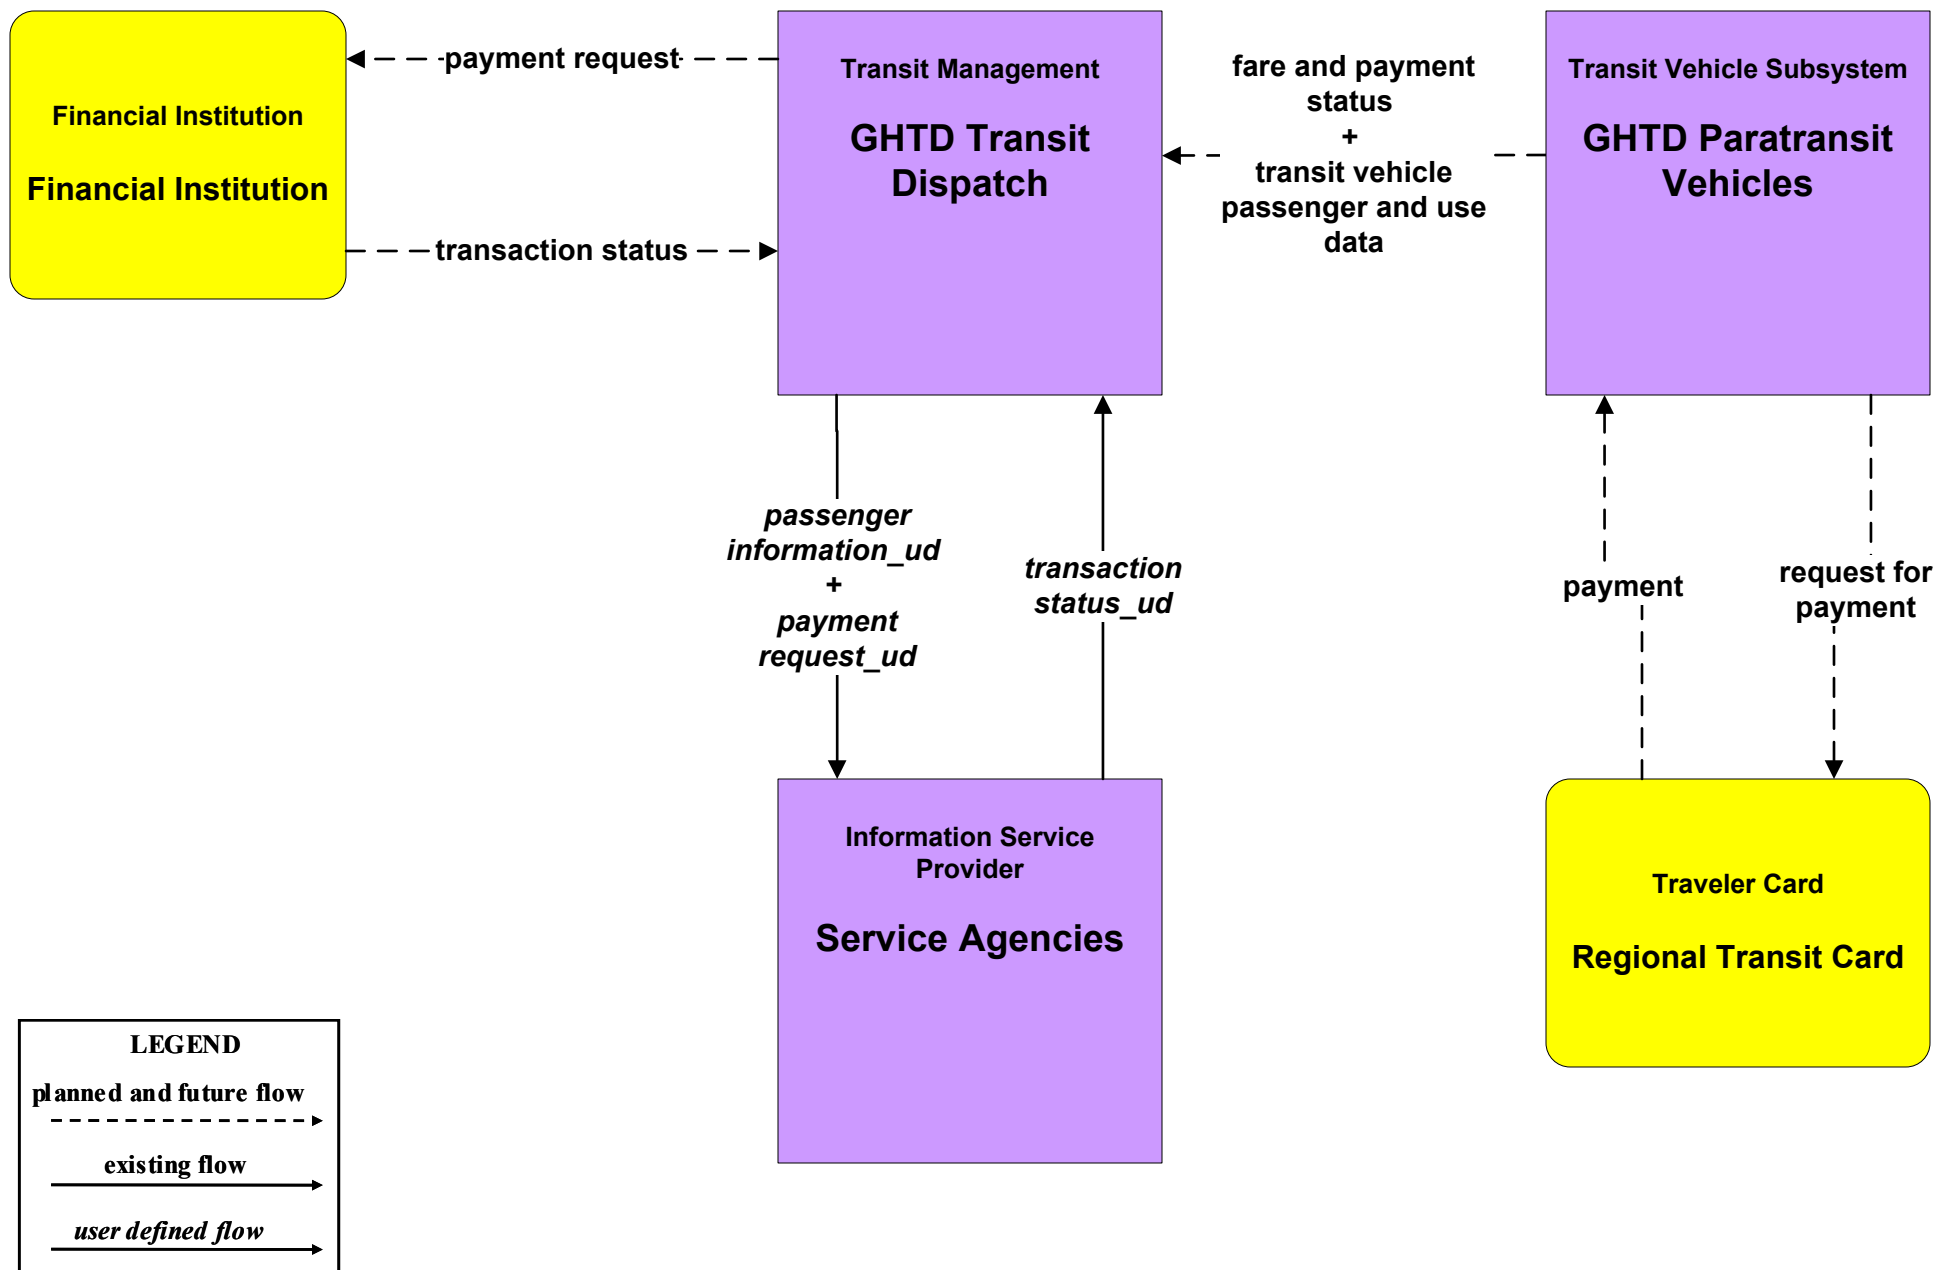 payment request
Financial Institution
Financial Institution
transaction status
Transit Management
GHTD Transit
Dispatch
fare and payment
status
+
transit vehicle
passenger and use
data
Transit Vehicle Subsystem
GHTD Paratransit
Vehicles
passenger
information_ud
+
payment
request_ud
transaction
status_ud
payment
request for
payment
Information Service
Provider
Service Agencies
Traveler Card
Regional Transit Card
LEGEND
planned and future flow
existing flow
user defined flow